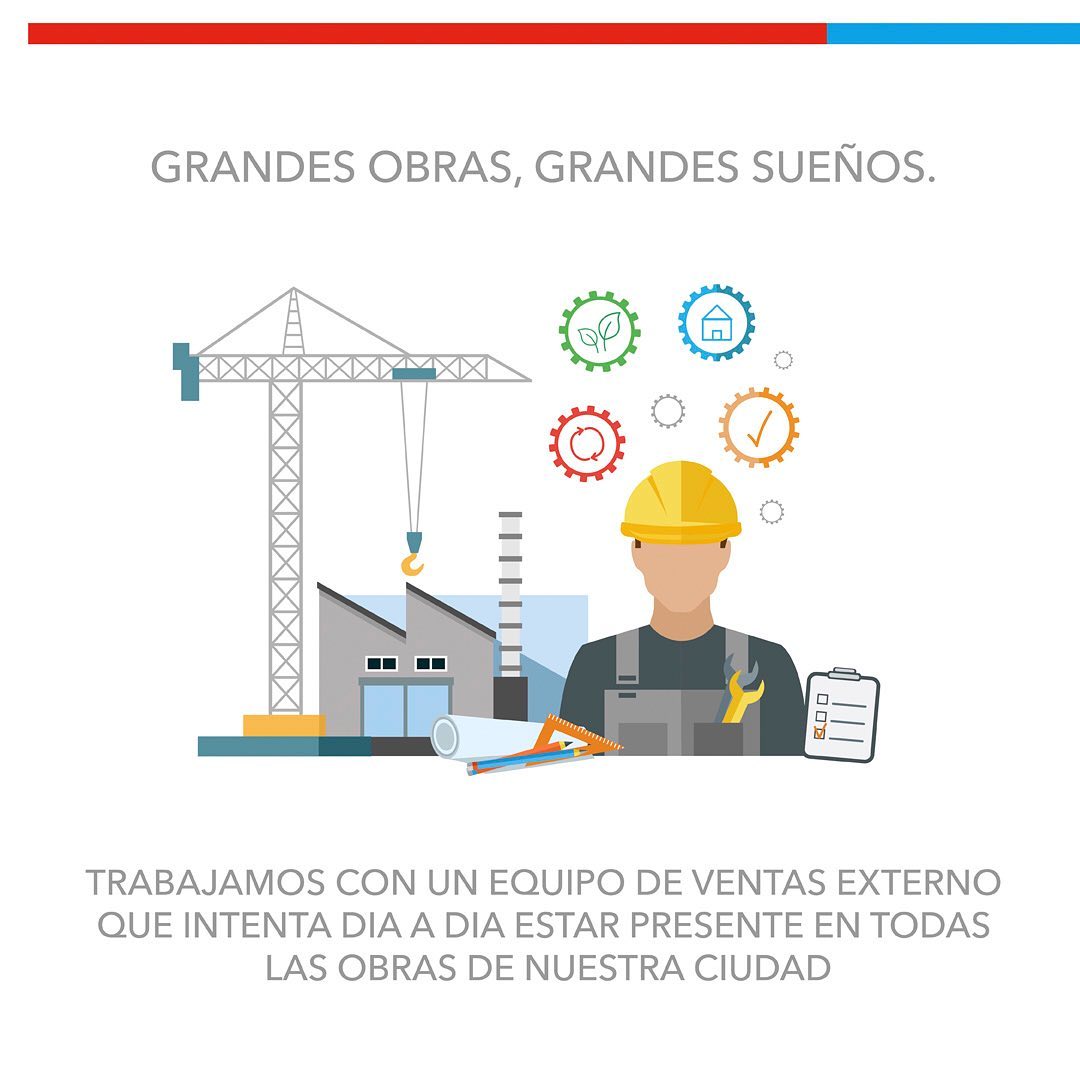 GRANDES OBRAS, GRANDES SUEÑOS.
TRABAJAMOS CON UN EQUIPO DE VENTAS EXTERNO
QUE INTENTA DIA A DIA ESTAR PRESENTE EN TODAS
LAS OBRAS DE NUESTRA CIUDAD